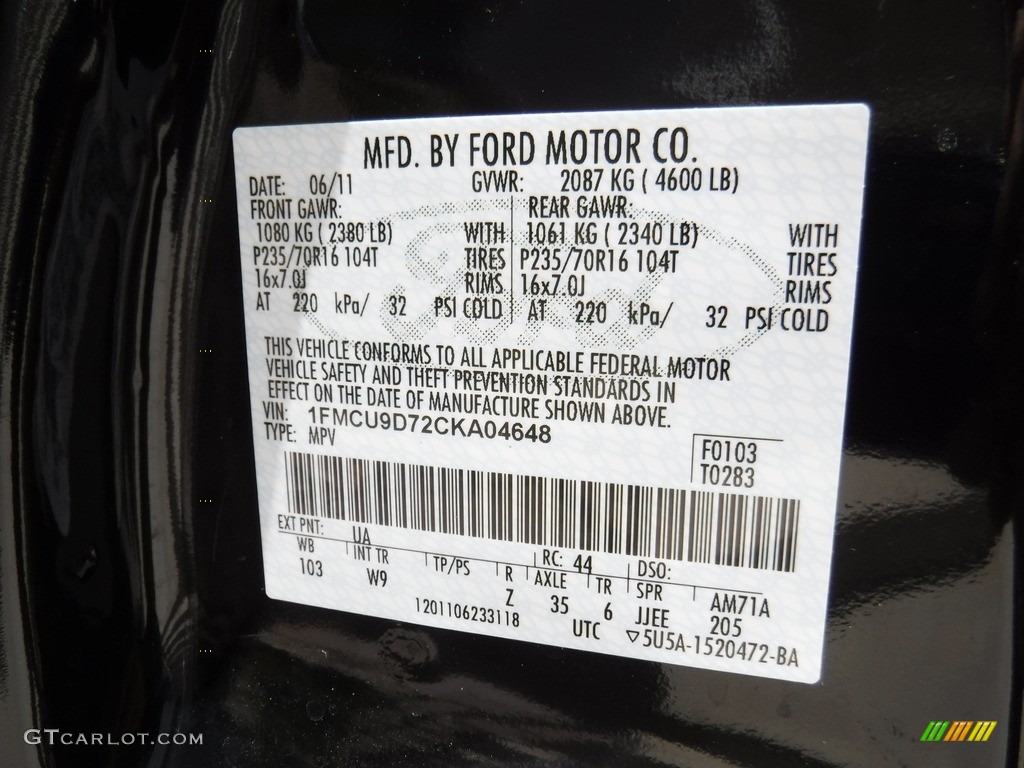 MFD. BY FORD MOTOR CO.
DATE: 06/11 GVWR: 2087 KG ( 4600 LB)
FRONT GAWR: REAR GAWR:
1080 KG ( 2380 LB) WITH 1061 KG ( 2340 LB) WITH
P235/70R16 104T TIRES P235/70R16 104T TIRES
16x7.0J RIMS 16x7.0J RIMS
AT 220 kPa/ 32 PSI COLD AT 220 kPa/ 32 PSI COLD
THIS VEHICLE CONFORMS TO ALL APPLICABLE FEDERAL MOTOR
VEHICLE SAFETY AND THEFT PREVENTION STANDARDS IN
EFFECT ON THE DATE OF MANUFACTURE SHOWN ABOVE.
VIN: 1FMCU9D72CKA04648
TYPE: MPV
F0103
T0283
EXT PNT: UA RC: 44 DSO:
WB INT TR TP/PS R AXLE TR SPR AM71A
103 W9 Z 35 6 JJEE 205
1201106233118 UTC ▽5U5A-1520472-BA
GTCARLOT.COM